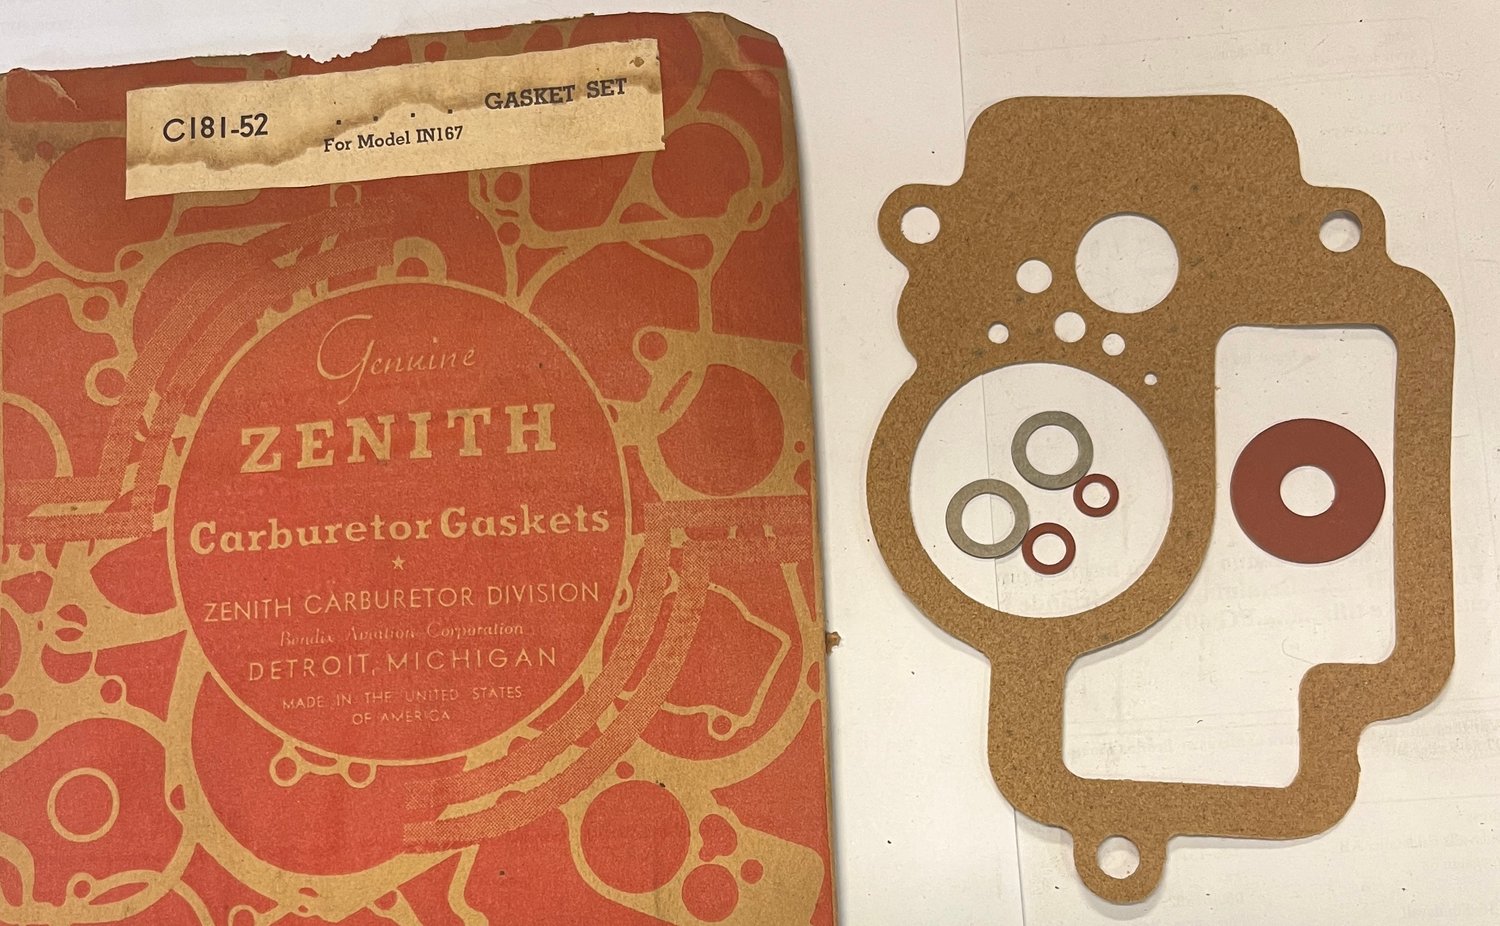 C181-52 . . . . GASKET SET
For Model IN167
Genuine
ZENITH
Carburetor Gaskets
ZENITH CARBURETOR DIVISION
Bendix Aviation Corporation
DETROIT, MICHIGAN
MADE IN THE UNITED STATES
OF AMERICA